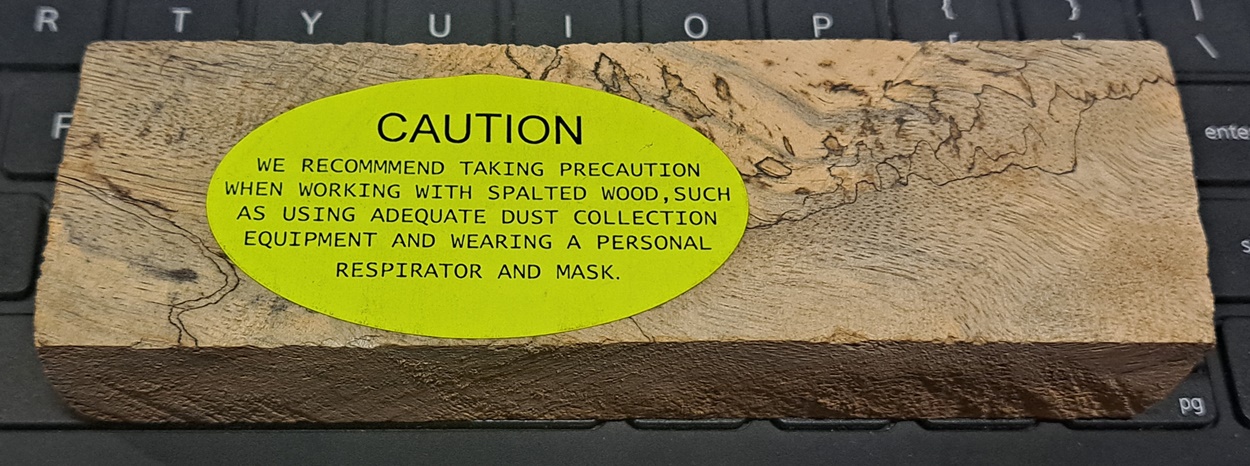 R T Y U I O P { }
[ ] \
F
enter
CAUTION
WE RECOMMMEND TAKING PRECAUTION
WHEN WORKING WITH SPALTED WOOD,SUCH
AS USING ADEQUATE DUST COLLECTION
EQUIPMENT AND WEARING A PERSONAL
RESPIRATOR AND MASK.
pg